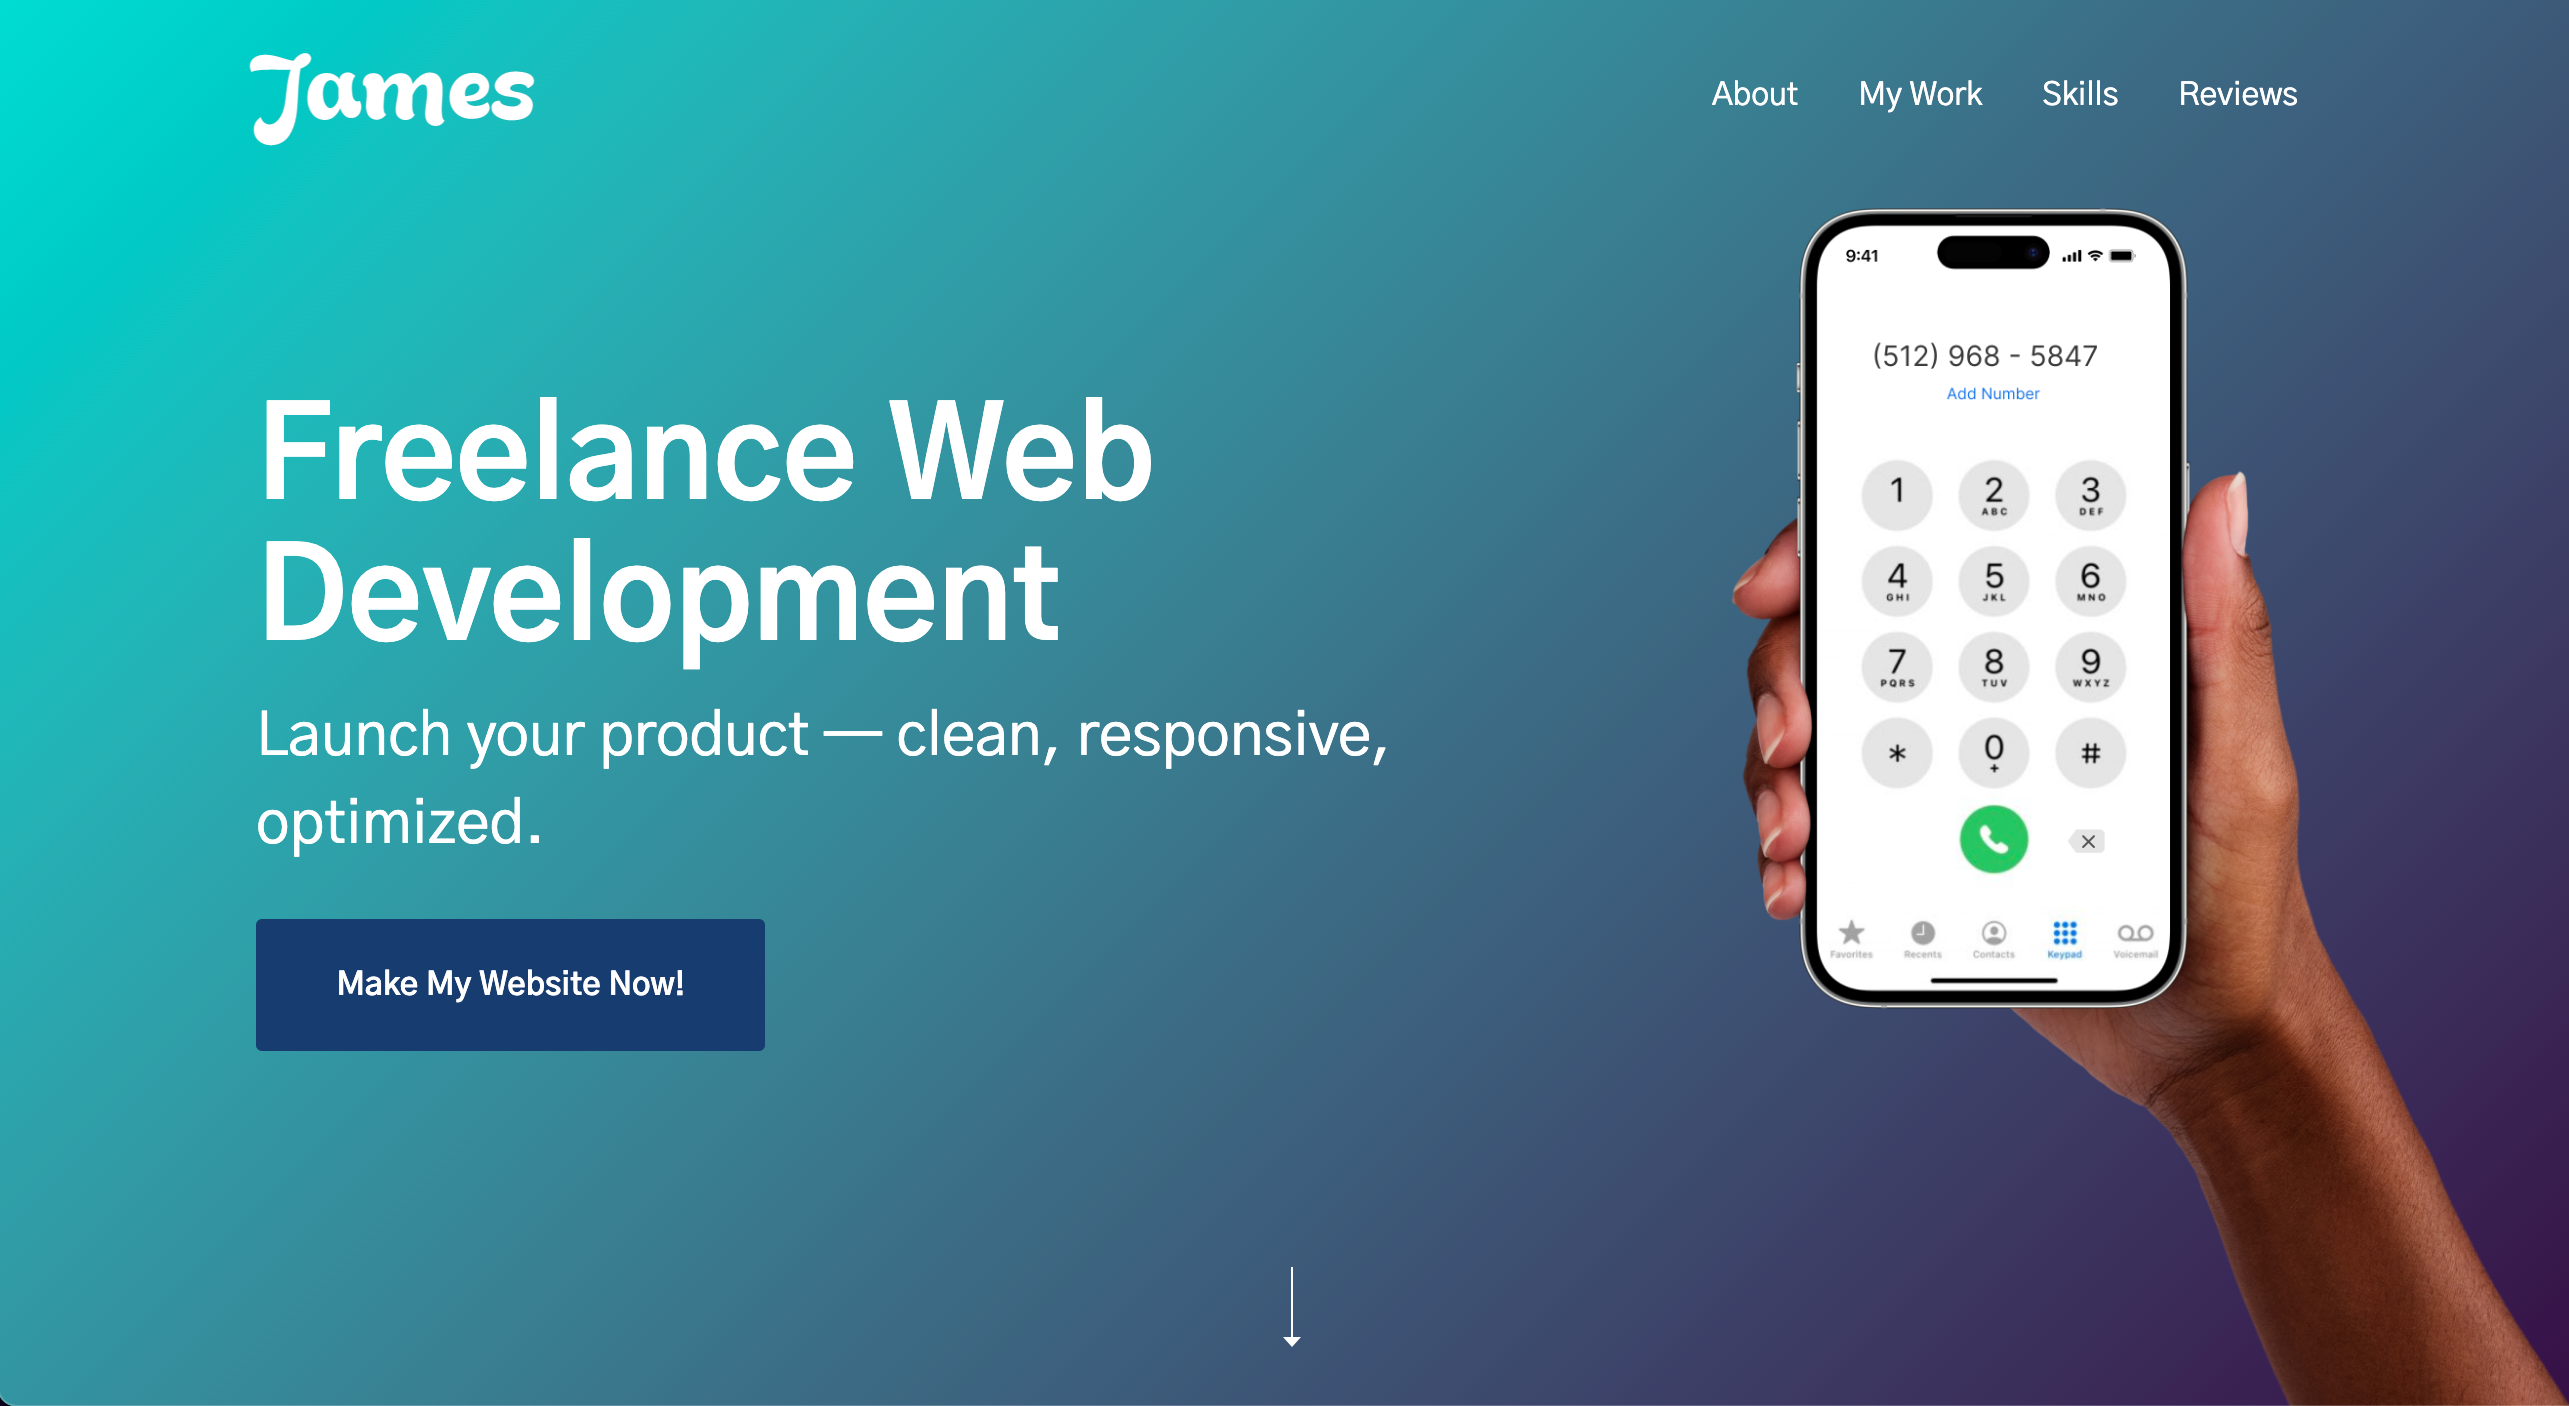 James
About My Work Skills Reviews
9:41
(512) 968 - 5847
Add Number
Freelance Web
Development
Launch your product — clean, responsive,
optimized.
Make My Website Now!
1 2 3
ABC DEF
4 5 6
GHI JKL MNO
7 8 9
PQRS TUV WXYZ
* 0 #
+
Favorites Recents Contacts Keypad Voicemail